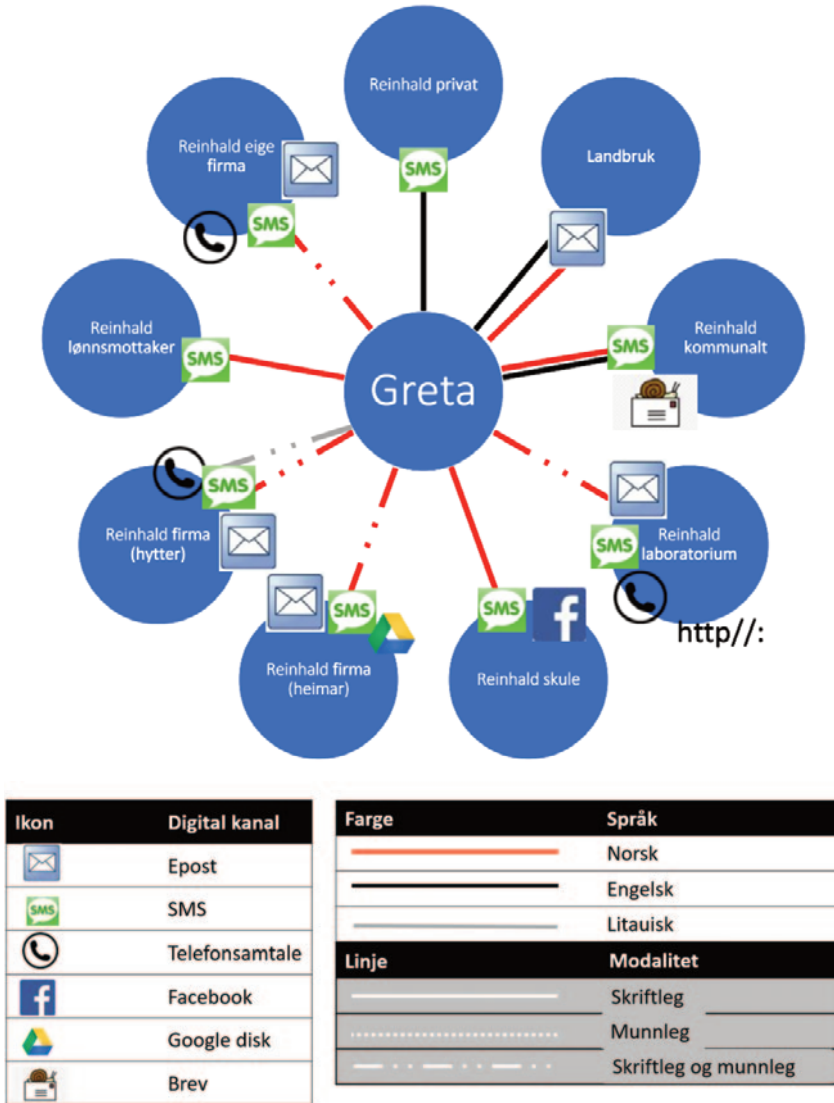 Reinhald privat
Reinhald eige
firma
SMS
Landbruk
SMS
Reinhald
lønnsmottaker
SMS
Greta
SMS
Reinhald
kommunalt
SMS
Reinhald firma
(hytter)
SMS
Reinhald
laboratorium
http//:
SMS
Reinhald firma
(heimar)
SMS
Reinhald skule
Ikon Digital kanal
Epost
SMS SMS
Telefonsamtale
Facebook
Google disk
Brev
Farge Språk
Norsk
Engelsk
Litauisk
Linje Modalitet
Skriftleg
Munnleg
Skriftleg og munnleg